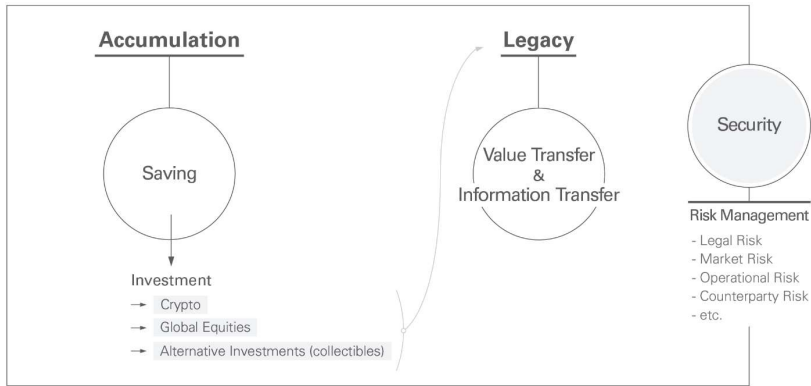 Accumulation
Saving
Investment
Crypto
Global Equities
Alternative Investments (collectibles)
Legacy
Value Transfer
&
Information Transfer
Security
Risk Management
- Legal Risk
- Market Risk
- Operational Risk
- Counterparty Risk
- etc.